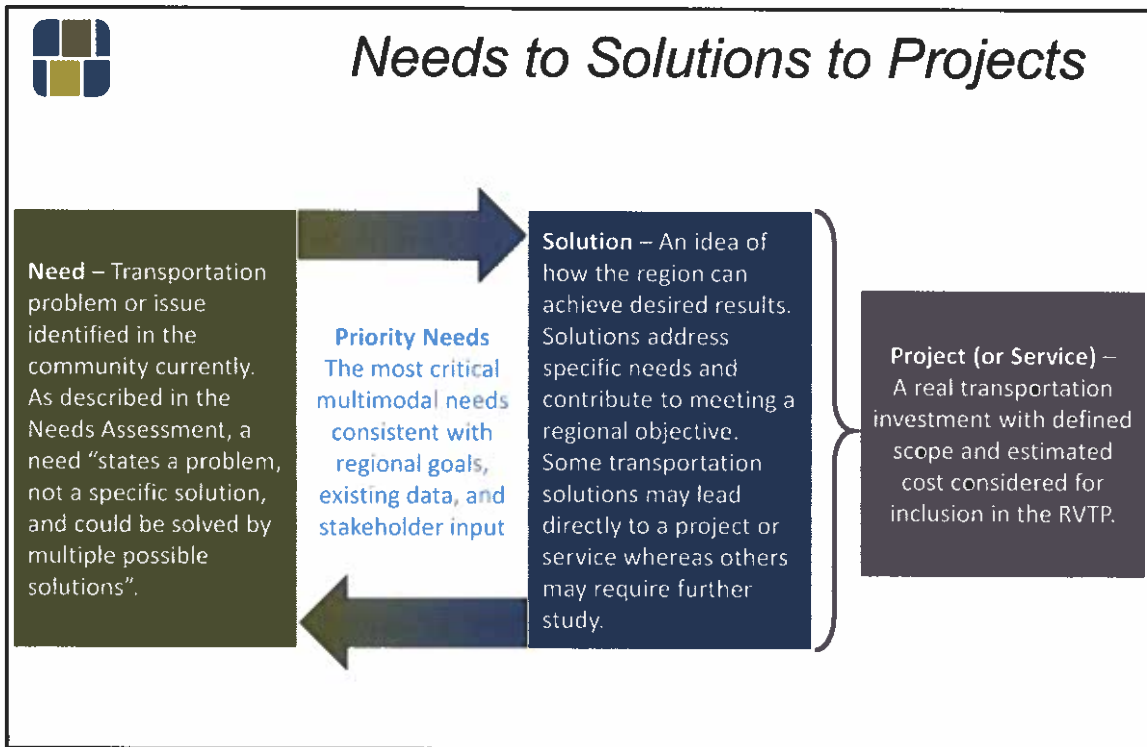 Needs to Solutions to Projects
Need – Transportation
problem or issue
identified in the
community currently.
As described in the
Needs Assessment, a
need “states a problem,
not a specific solution,
and could be solved by
multiple possible
solutions”.
Priority Needs
The most critical
multimodal needs
consistent with
regional goals,
existing data, and
stakeholder input
Solution – An idea of
how the region can
achieve desired results.
Solutions address
specific needs and
contribute to meeting a
regional objective.
Some transportation
solutions may lead
directly to a project or
service whereas others
may require further
study.
Project (or Service) –
A real transportation
investment with defined
scope and estimated
cost considered for
inclusion in the RVTP.